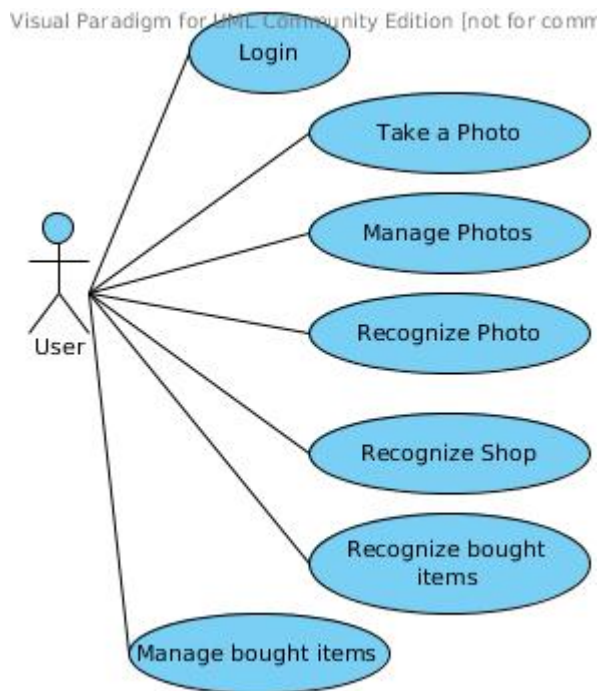 Visual Paradigm for UML Community Edition [not for comm
Login
Take a Photo
Manage Photos
Recognize Photo
User
Recognize Shop
Recognize bought
items
Manage bought items